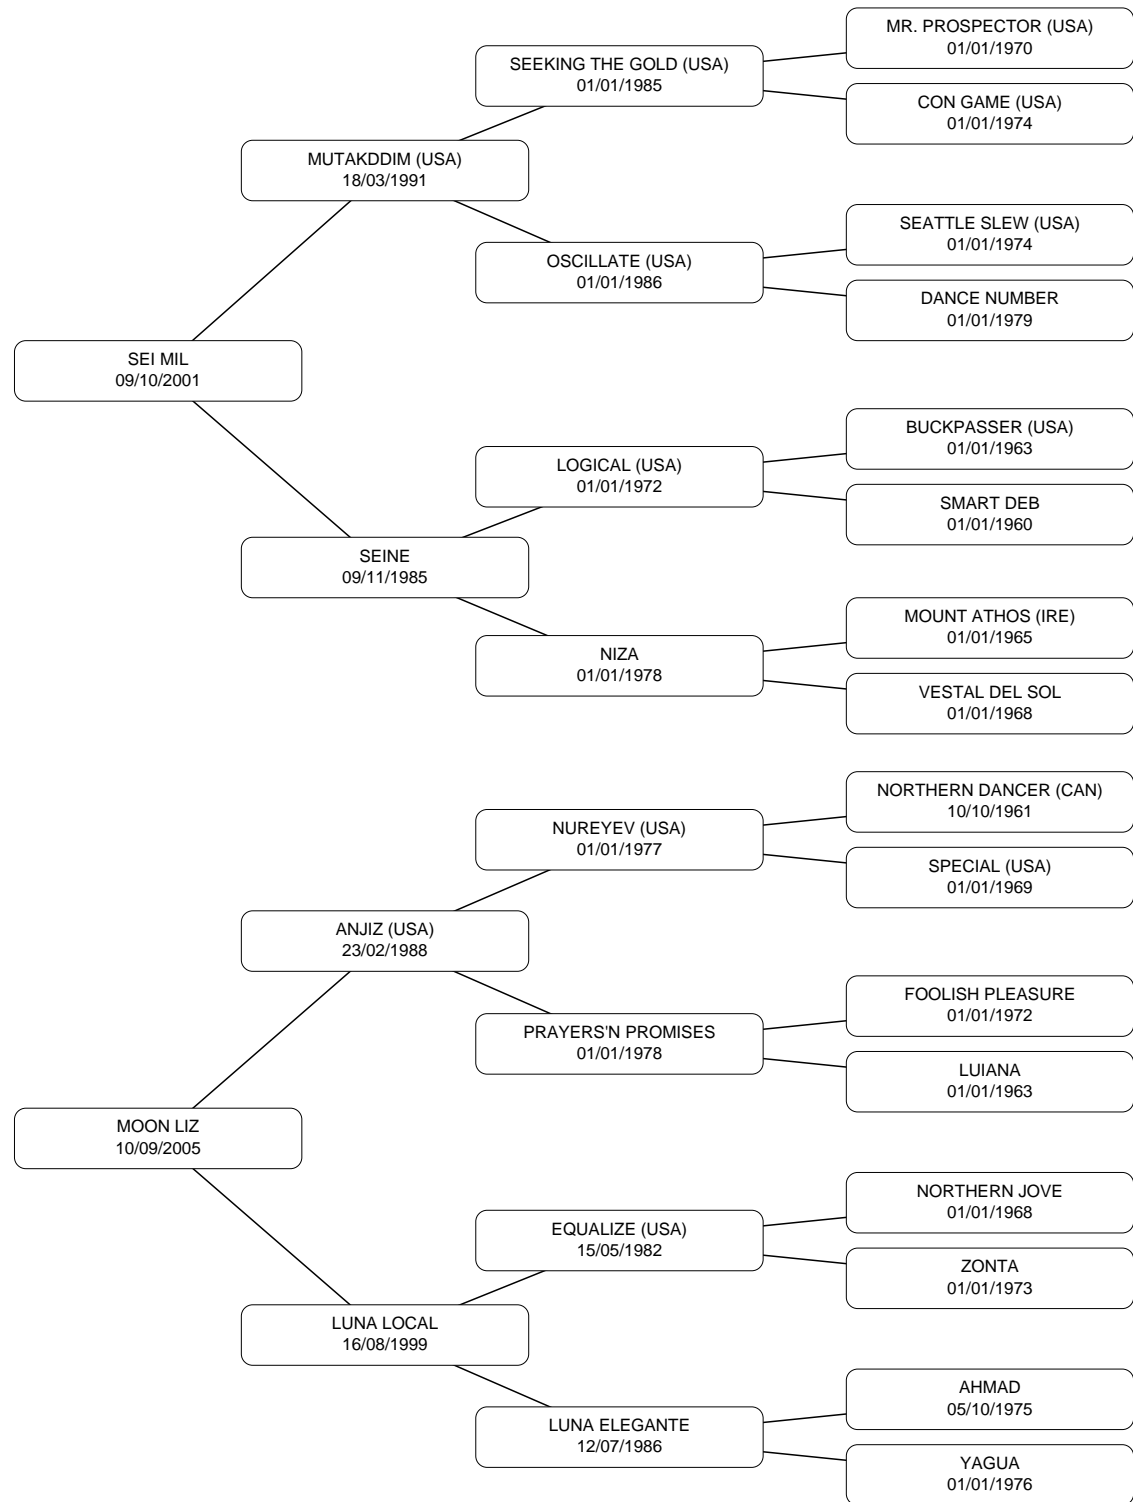 MR. PROSPECTOR (USA)
01/01/1970
SEEKING THE GOLD (USA)
01/01/1985
CON GAME (USA)
01/01/1974
MUTAKDDIM (USA)
18/03/1991
SEATTLE SLEW (USA)
01/01/1974
OSCILLATE (USA)
01/01/1986
DANCE NUMBER
01/01/1979
SEI MIL
09/10/2001
BUCKPASSER (USA)
01/01/1963
LOGICAL (USA)
01/01/1972
SMART DEB
01/01/1960
SEINE
09/11/1985
MOUNT ATHOS (IRE)
01/01/1965
NIZA
01/01/1978
VESTAL DEL SOL
01/01/1968
NORTHERN DANCER (CAN)
10/10/1961
NUREYEV (USA)
01/01/1977
SPECIAL (USA)
01/01/1969
ANJIZ (USA)
23/02/1988
FOOLISH PLEASURE
01/01/1972
PRAYERS'N PROMISES
01/01/1978
LUIANA
01/01/1963
MOON LIZ
10/09/2005
NORTHERN JOVE
01/01/1968
EQUALIZE (USA)
15/05/1982
ZONTA
01/01/1973
LUNA LOCAL
16/08/1999
AHMAD
05/10/1975
LUNA ELEGANTE
12/07/1986
YAGUA
01/01/1976